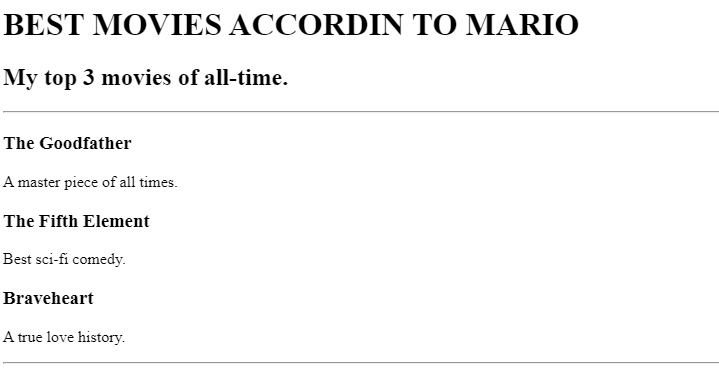 BEST MOVIES ACCORDIN TO MARIO
My top 3 movies of all-time.
The Goodfather
A master piece of all times.
The Fifth Element
Best sci-fi comedy.
Braveheart
A true love history.